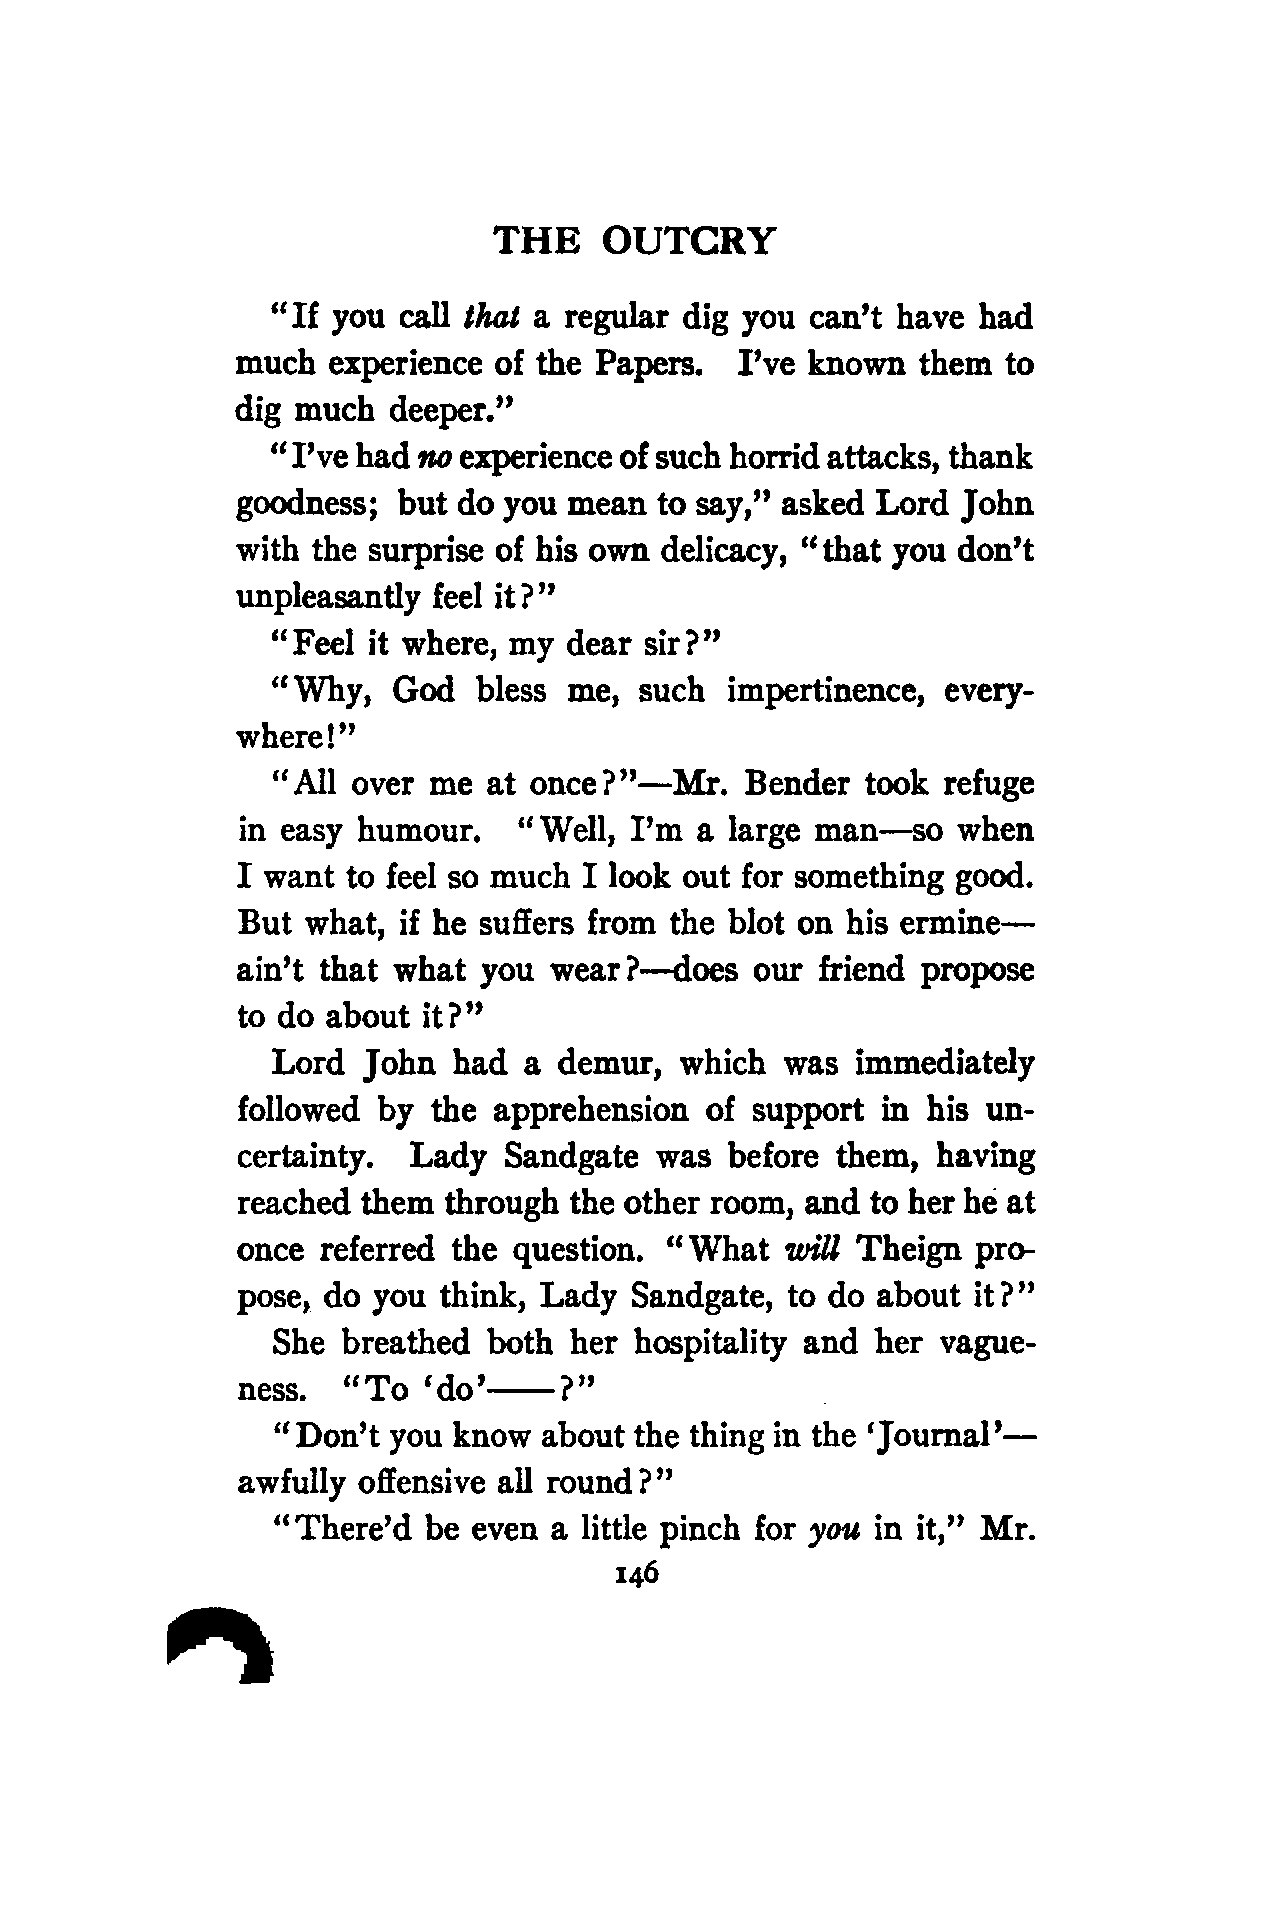 THE OUTCRY
“If you call that a regular dig you can’t have had
much experience of the Papers. I’ve known them to
dig much deeper.”
“I’ve had no experience of such horrid attacks, thank
goodness; but do you mean to say,” asked Lord John
with the surprise of his own delicacy, “that you don’t
unpleasantly feel it?”
“Feel it where, my dear sir?”
“Why, God bless me, such impertinence, every-
where!”
“All over me at once?”—Mr. Bender took refuge
in easy humour. “Well, I’m a large man—so when
I want to feel so much I look out for something good.
But what, if he suffers from the blot on his ermine—
ain’t that what you wear?—does our friend propose
to do about it?”
Lord John had a demur, which was immediately
followed by the apprehension of support in his un-
certainty. Lady Sandgate was before them, having
reached them through the other room, and to her he at
once referred the question. “What will Theign pro-
pose, do you think, Lady Sandgate, to do about it?”
She breathed both her hospitality and her vague-
ness. “To ‘do’——?”
“Don’t you know about the thing in the ‘Journal’—
awfully offensive all round?”
“There’d be even a little pinch for you in it,” Mr.
146